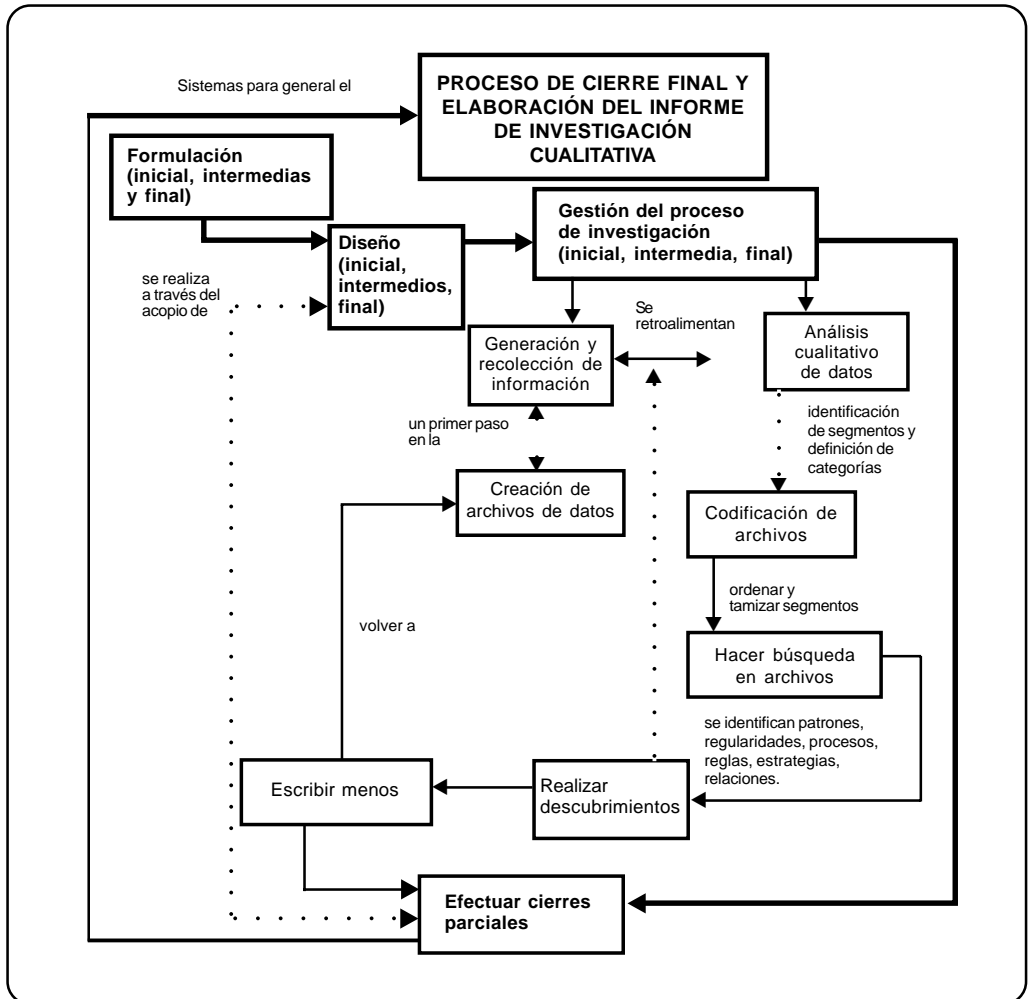 Sistemas para general el
PROCESO DE CIERRE FINAL Y
ELABORACIÓN DEL INFORME
DE INVESTIGACIÓN
CUALITATIVA
Formulación
(inicial, intermedias
y final)
Diseño
(inicial,
intermedios,
final)
Gestión del proceso
de investigación
(inicial, intermedia, final)
se realiza
a través del
acopio de
Generación y
recolección de
información
Se
retroalimentan
Análisis
cualitativo
de datos
un primer paso
en la
identificación
de segmentos y
definición de
categorías
Creación de
archivos de datos
Codificación de
archivos
ordenar y
tamizar segmentos
volver a
Hacer búsqueda
en archivos
se identifican patrones,
regularidades, procesos,
reglas, estrategias,
relaciones.
Escribir menos
Realizar
descubrimientos
Efectuar cierres
parciales